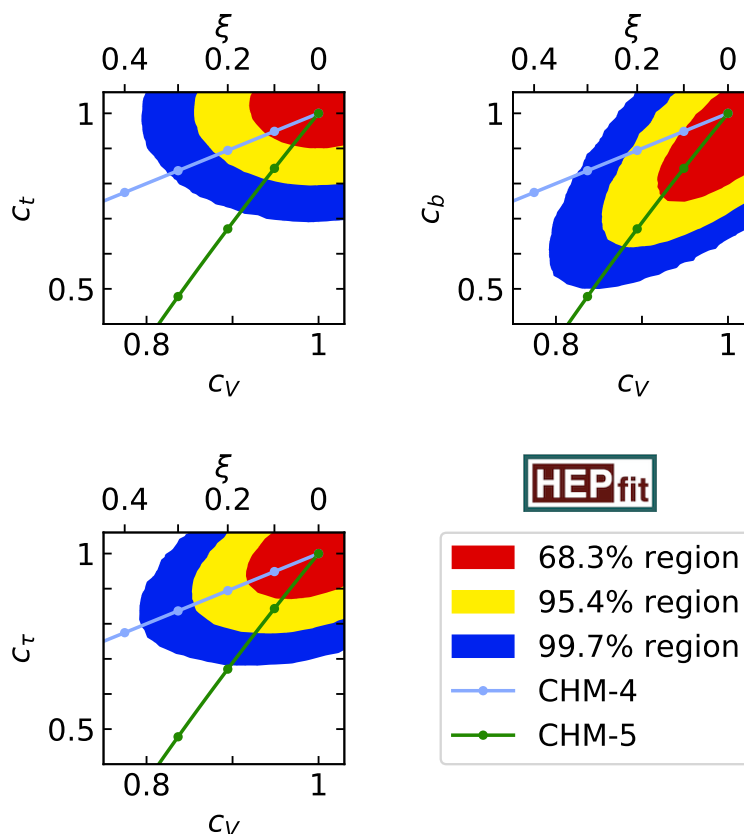 ξ
0.4 0.2 0
1
0.5
c_t
0.8 1
c_V
ξ
0.4 0.2 0
1
0.5
c_b
0.8 1
c_V
ξ
0.4 0.2 0
1
0.5
c_τ
0.8 1
c_V
HEPfit
68.3% region
95.4% region
99.7% region
CHM-4
CHM-5